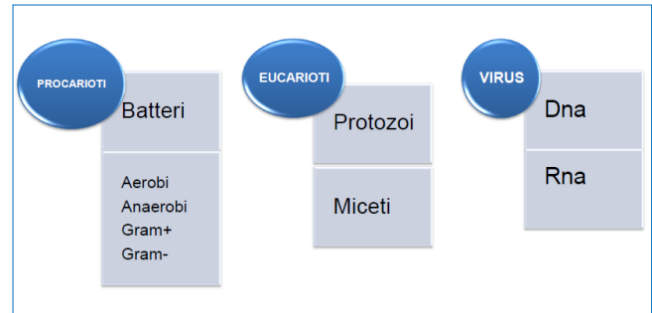 PROCARIOTI
Batteri
Aerobi
Anaerobi
Gram+
Gram-
EUCARIOTI
Protozoi
Miceti
VIRUS
Dna
Rna